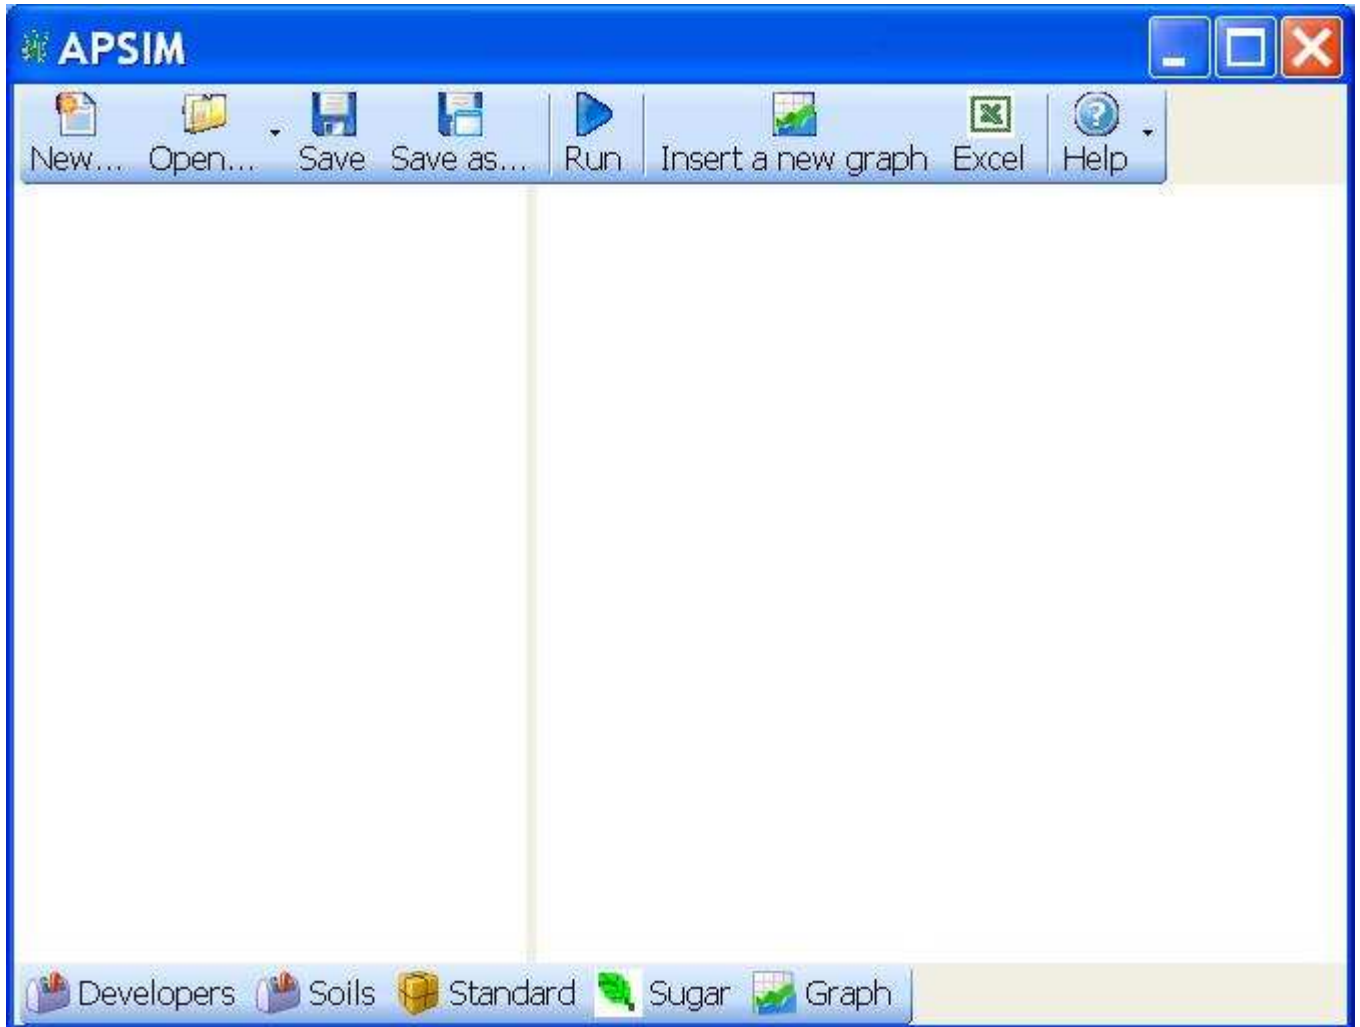 APSIM
New... Open... Save Save as... Run Insert a new graph Excel Help
Developers Soils Standard Sugar Graph